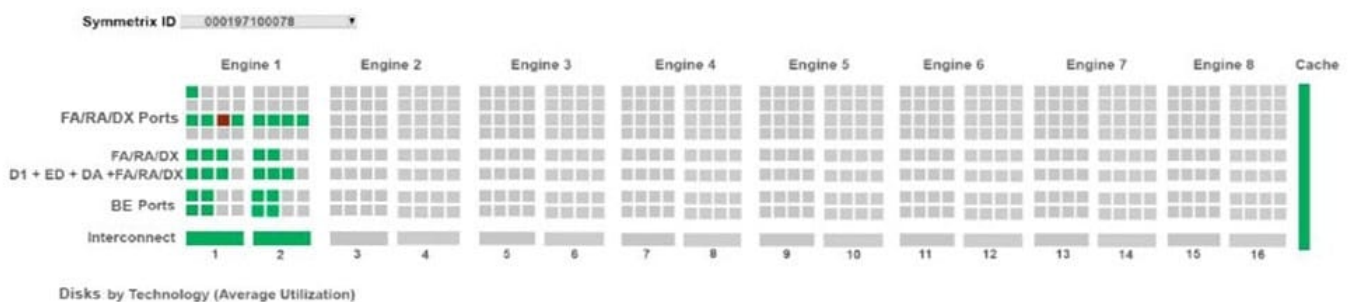 Symmetrix ID 000197100078
Engine 1 Engine 2 Engine 3 Engine 4 Engine 5 Engine 6 Engine 7 Engine 8 Cache
FA/RA/DX Ports
FA/RA/DX
D1 + ED + DA +FA/RA/DX
BE Ports
Interconnect
1 2 3 4 5 6 7 8 9 10 11 12 13 14 15 16
Disks by Technology (Average Utilization)